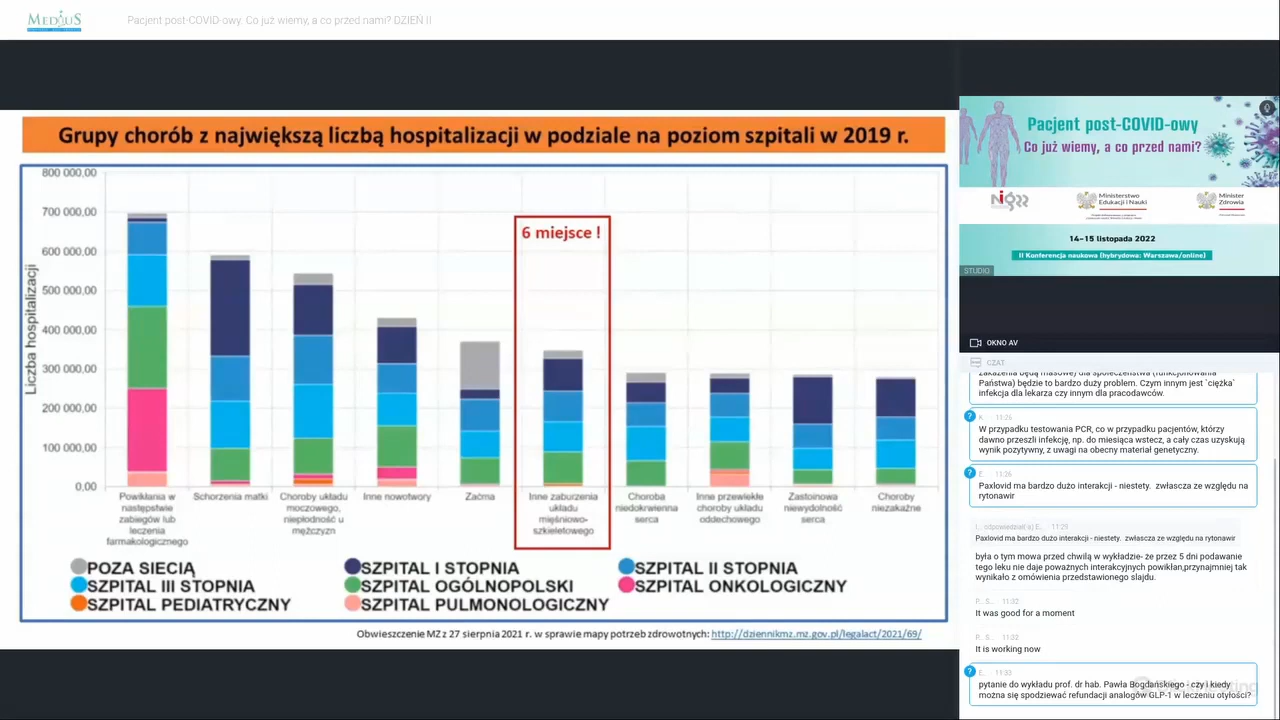 MEDIUS
Pacjent post-COVID-owy. Co już wiemy, a co przed nami? DZIEŃ II
Grupy chorób z największą liczbą hospitalizacji w podziale na poziom szpitali w 2019 r.
Liczba hospitalizacji
800 000,00
700 000,00
600 000,00
500 000,00
400 000,00
300 000,00
200 000,00
100 000,00
0,00
6 miejsce !
Powikłania w
następstwie
zabiegów lub
leczenia
farmakologicznego
Schorzenia matki
Choroby układu
moczowego,
niepłodność u
mężczyzn
Inne nowotwory
Zaćma
Inne zaburzenia
układu
mięśniowo-
szkieletowego
Choroba
niedokrwienna
serca
Inne przewlekłe
choroby układu
oddechowego
Zastoinowa
niewydolność
serca
Choroby
niezakaźne
POZA SIECIĄ
SZPITAL I STOPNIA
SZPITAL II STOPNIA
SZPITAL III STOPNIA
SZPITAL OGÓLNOPOLSKI
SZPITAL ONKOLOGICZNY
SZPITAL PEDIATRYCZNY
SZPITAL PULMONOLOGICZNY
Obwieszczenie MZ z 27 sierpnia 2021 r. w sprawie mapy potrzeb zdrowotnych: http://dziennikmz.mz.gov.pl/legalact/2021/69/
Pacjent post-COVID-owy
Co już wiemy, a co przed nami?
Ministerstwo
Edukacji i Nauki
Minister
Zdrowia
14–15 listopada 2022
II Konferencja naukowa (hybrydowa: Warszawa/online)
STUDIO
OKNO AV
CZAT
zakażenia będą masowe) dla społeczeństwa (funkcjonowania
Państwa) będzie to bardzo duży problem. Czym innym jest `ciężka`
infekcja dla lekarza czy innym dla pracodawców.
K. 11:26
W przypadku testowania PCR, co w przypadku pacjentów, którzy
dawno przeszli infekcję, np. do miesiąca wstecz, a cały czas uzyskują
wynik pozytywny, z uwagi na obecny materiał genetyczny.
E. 11:26
Paxlovid ma bardzo dużo interakcji - niestety. zwłascza ze względu na
rytonawir
odpowiedział(a) E.. 11:29
Paxlovid ma bardzo dużo interakcji - niestety. zwłascza ze względu na rytonawir
była o tym mowa przed chwilą w wykładzie- że przez 5 dni podawanie
tego leku nie daje poważnych interakcyjnych powikłan,przynajmniej tak
wynikało z omówienia przedstawionego slajdu.
P.. S... 11:32
It was good for a moment
P.. S... 11:32
It is working now
E. 11:33
pytanie do wykładu prof. dr hab. Pawła Bogdańskiego - czy i kiedy
można się spodziewać refundacji analogów GLP-1 w leczeniu otyłości?